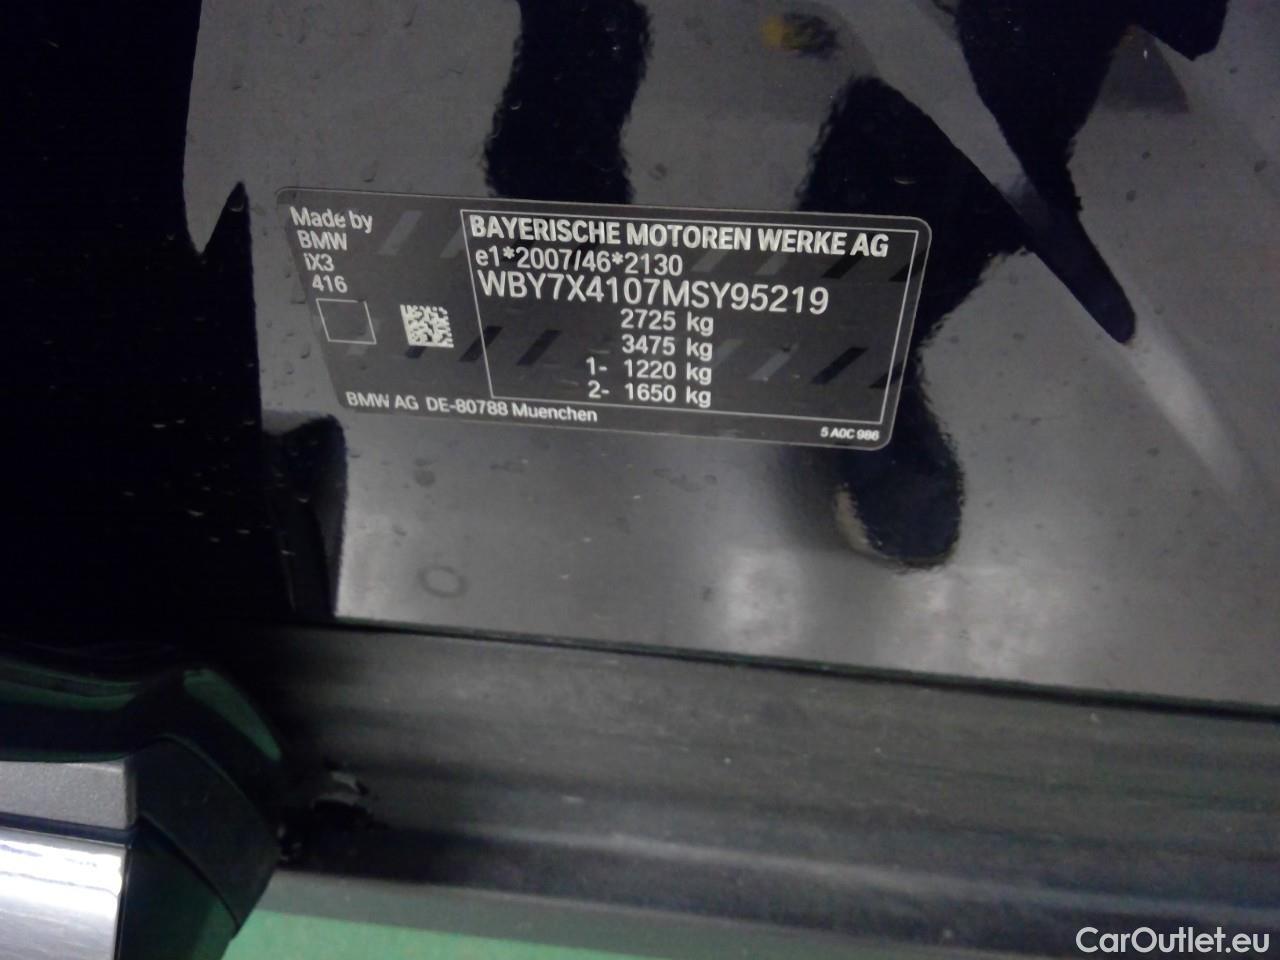 Made by
BMW
iX3
416
BAYERISCHE MOTOREN WERKE AG
e1*2007/46*2130
WBY7X4107MSY95219
2725 kg
3475 kg
1- 1220 kg
2- 1650 kg
BMW AG DE-80788 Muenchen
5 A0C 986
CarOutlet.eu